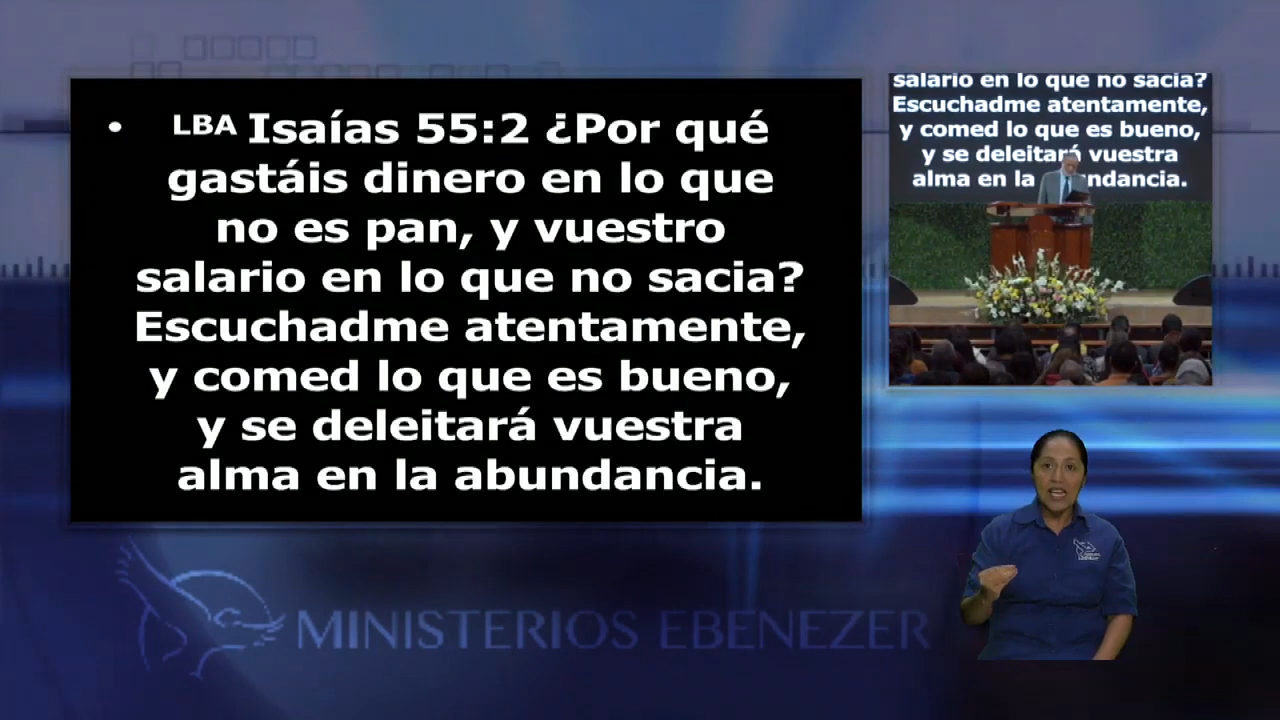 • LBA Isaías 55:2 ¿Por qué
gastáis dinero en lo que
no es pan, y vuestro
salario en lo que no sacia?
Escuchadme atentamente,
y comed lo que es bueno,
y se deleitará vuestra
alma en la abundancia.
salario en lo que no sacia?
Escuchadme atentamente,
y comed lo que es bueno,
y se deleitará vuestra
alma en la
MINISTERIOS EBENEZER